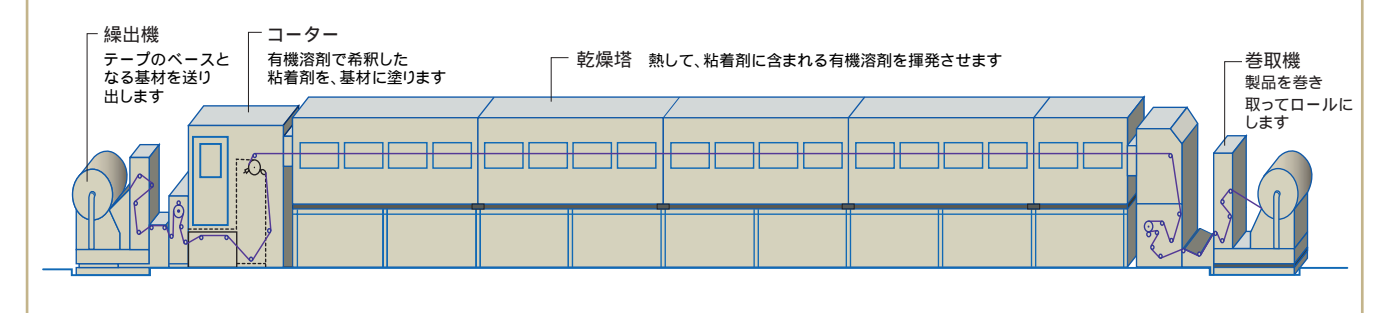 繰出機
テープのベースと
なる基材を送り
出します
コーター
有機溶剤で希釈した
粘着剤を、基材に塗ります
乾燥塔 熱して、粘着剤に含まれる有機溶剤を揮発させます
巻取機
製品を巻き
取ってロールに
します